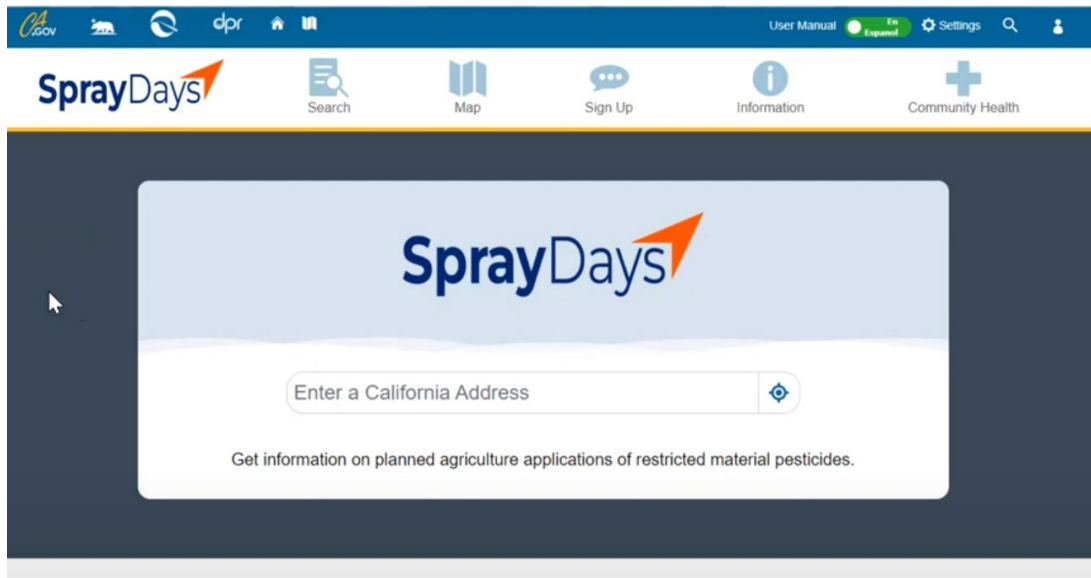 CA.GOV dpr User Manual En Espanol Settings
SprayDays
Search Map Sign Up Information Community Health
SprayDays
Enter a California Address
Get information on planned agriculture applications of restricted material pesticides.